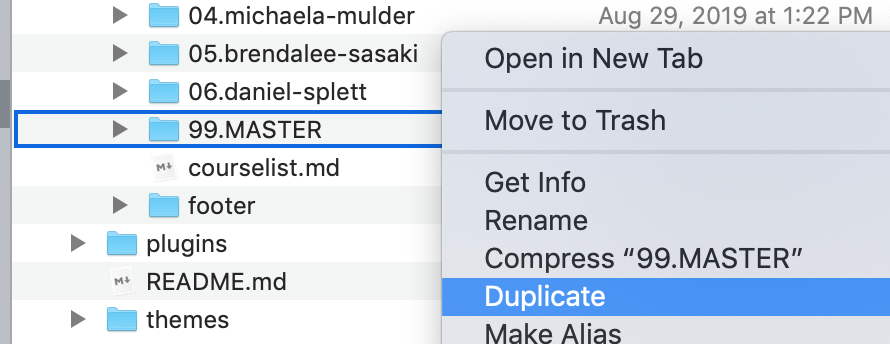 04.michaela-mulder Aug 29, 2019 at 1:22 PM
05.brendalee-sasaki
Open in New Tab
06.daniel-splett
99.MASTER
Move to Trash
courselist.md
Get Info
footer
Rename
plugins
Compress “99.MASTER”
README.md
Duplicate
themes
Make Alias